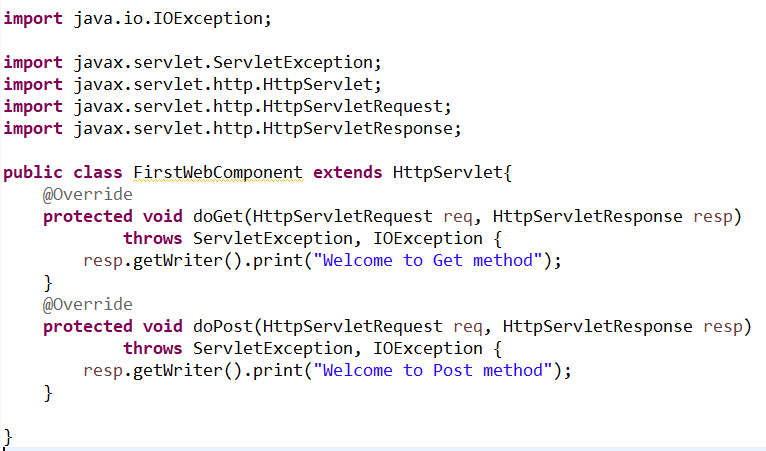 import java.io.IOException;
import javax.servlet.ServletException;
import javax.servlet.http.HttpServlet;
import javax.servlet.http.HttpServletRequest;
import javax.servlet.http.HttpServletResponse;
public class FirstWebComponent extends HttpServlet{
@Override
protected void doGet(HttpServletRequest req, HttpServletResponse resp)
throws ServletException, IOException {
resp.getWriter().print("Welcome to Get method");
}
@Override
protected void doPost(HttpServletRequest req, HttpServletResponse resp)
throws ServletException, IOException {
resp.getWriter().print("Welcome to Post method");
}
}